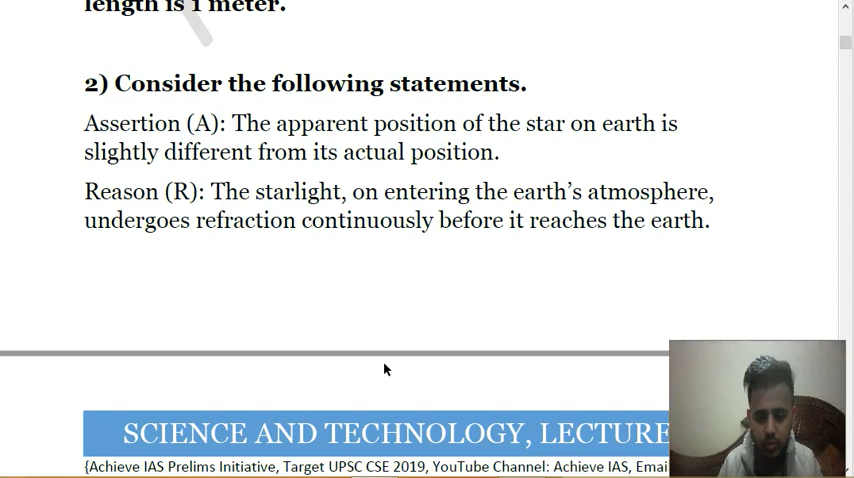 length is 1 meter.
2) Consider the following statements.
Assertion (A): The apparent position of the star on earth is
slightly different from its actual position.
Reason (R): The starlight, on entering the earth's atmosphere,
undergoes refraction continuously before it reaches the earth.
SCIENCE AND TECHNOLOGY, LECTURE
{Achieve IAS Prelims Initiative, Target UPSC CSE 2019, YouTube Channel: Achieve IAS, Emai